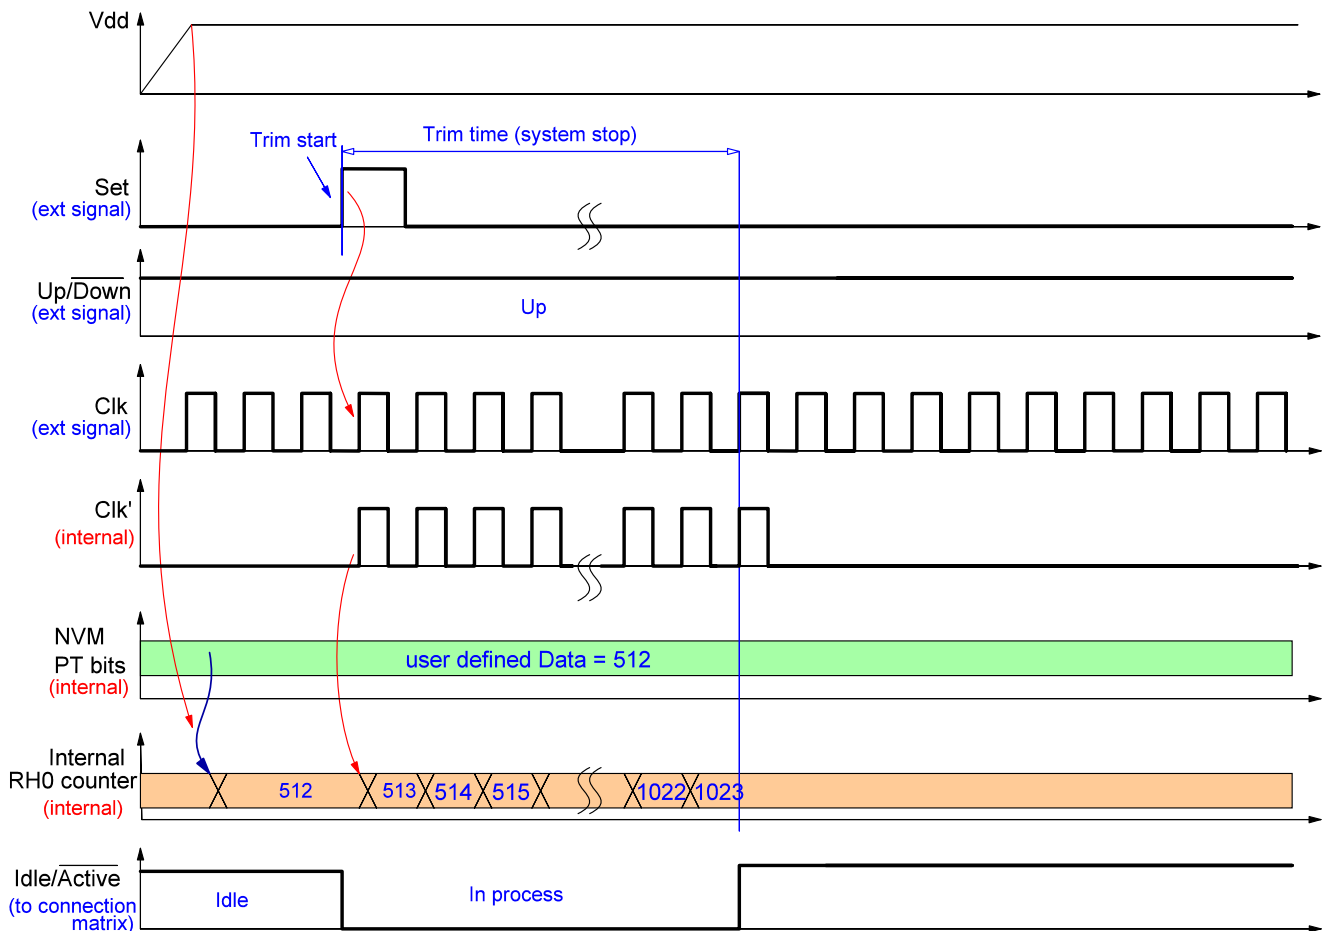 Vdd
Trim start
Trim time (system stop)
Set
(ext signal)
Up/Down
(ext signal)
Up
Clk
(ext signal)
Clk'
(internal)
NVM
PT bits
(internal)
user defined Data = 512
Internal
RH0 counter
(internal)
512 513 514 515 1022 1023
Idle/Active
(to connection
matrix)
Idle
In process